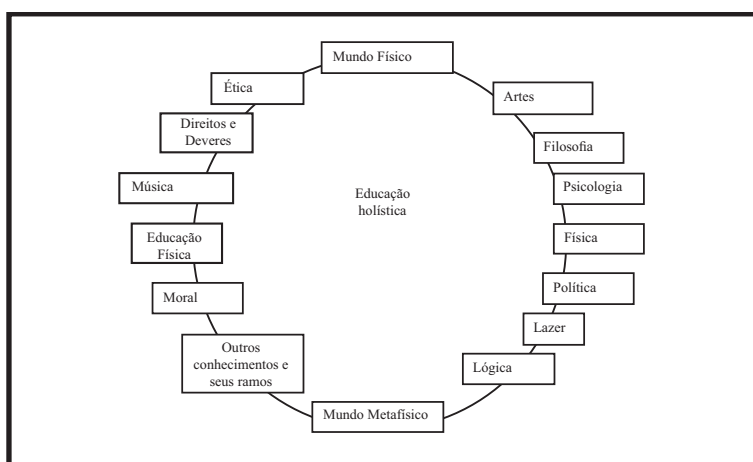 Mundo Físico
Ética
Artes
Direitos e
Deveres
Filosofia
Música
Psicologia
Educação
holística
Educação
Física
Física
Moral
Política
Lazer
Outros
conhecimentos e
seus ramos
Lógica
Mundo Metafísico